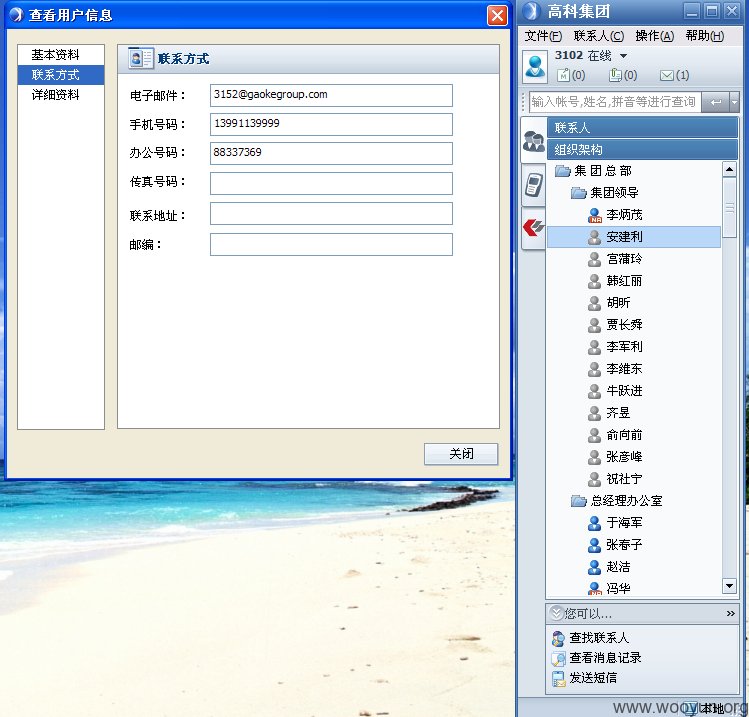 查看用户信息
基本资料
联系方式
详细资料
联系方式
电子邮件： 3152@gaokegroup.com
手机号码： 13991139999
办公号码： 88337369
传真号码：
联系地址：
邮编：
关闭
高科集团
文件(F) 联系人(C) 操作(A) 帮助(H)
3102 在线
(0) (0) (1)
输入帐号,姓名,拼音等进行查询
联系人
组织架构
集团总部
集团领导
李炳茂
安建利
宫蒲玲
韩红丽
胡昕
贾长舜
李军利
李维东
牛跃进
齐昱
俞向前
张彦峰
祝社宁
总经理办公室
于海军
张春子
赵洁
冯华
您可以...
查找联系人
查看消息记录
发送短信
本地
www.wooyun.org